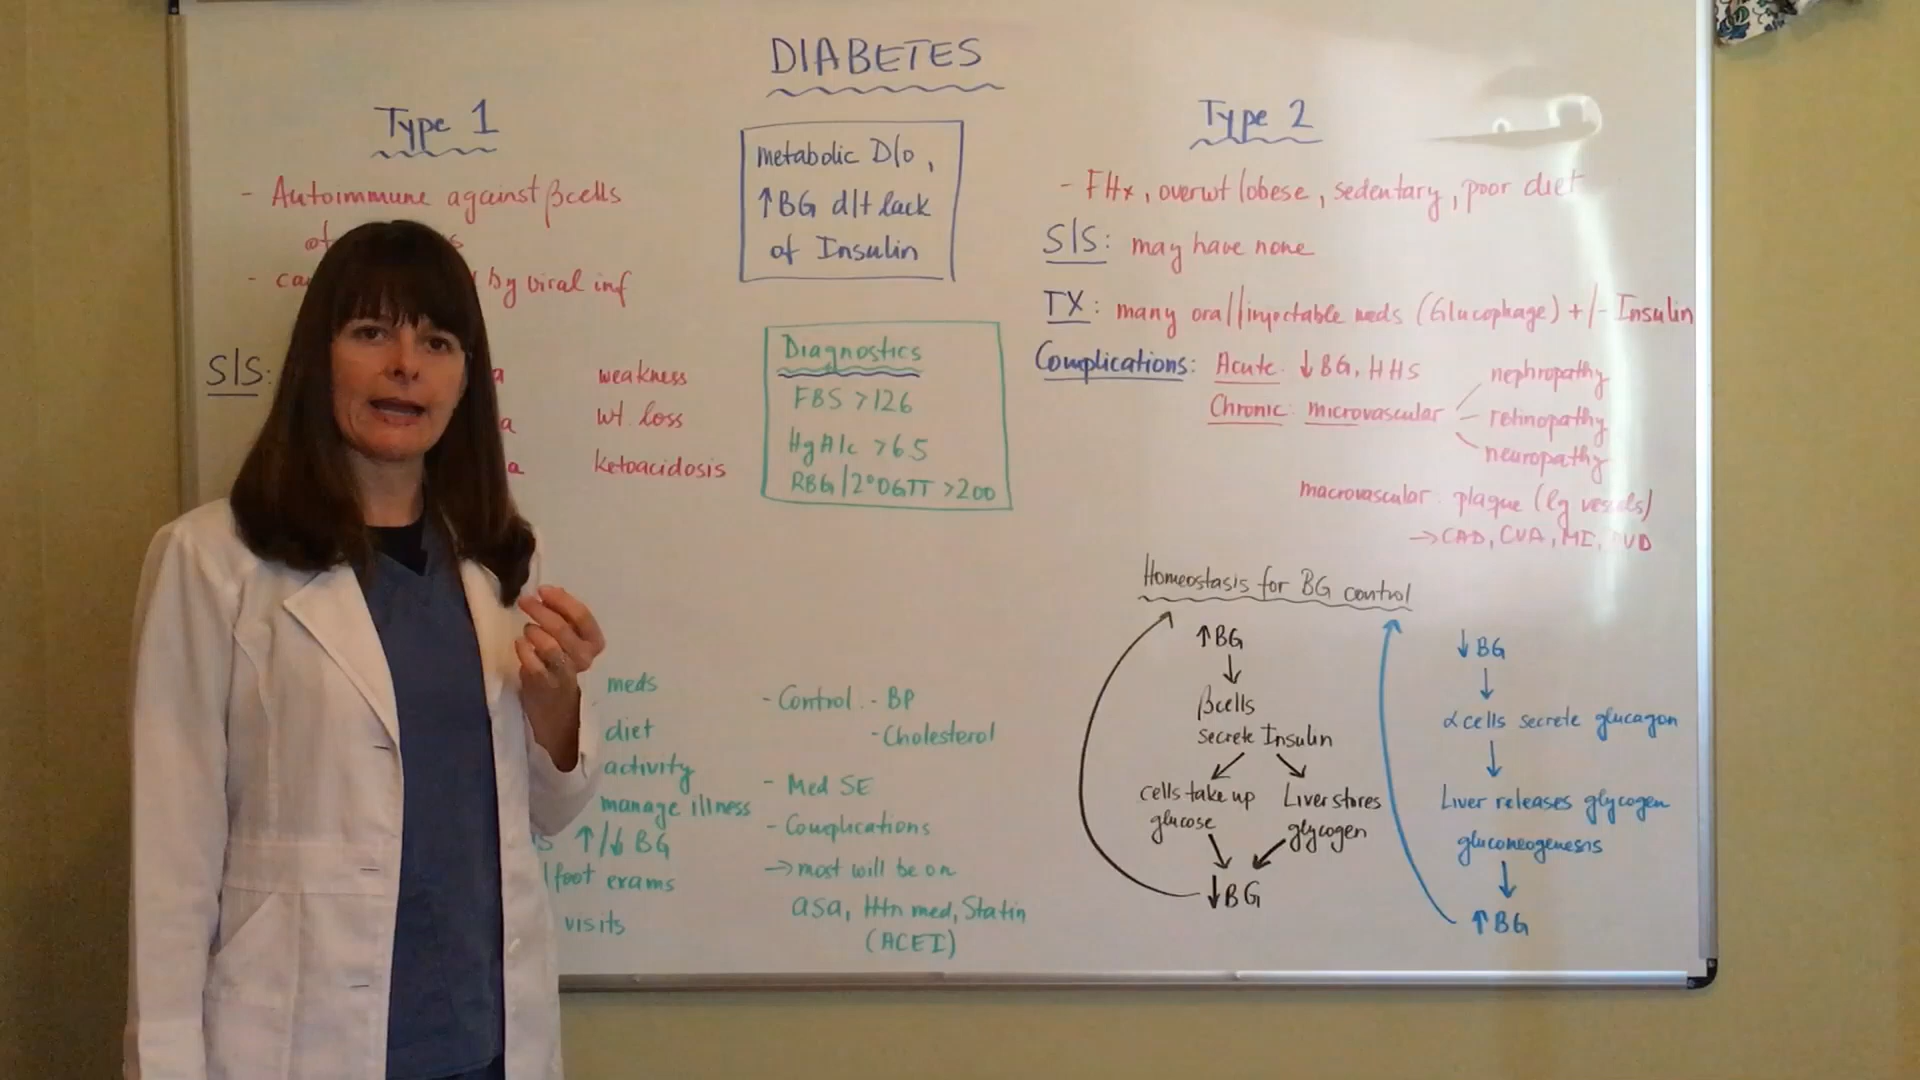 DIABETES
Type 1
- Autoimmune against βcells
of
- by viral inf
S/S:
weakness
wt loss
ketoacidosis
metabolic D/o,
↑BG d/t lack
of Insulin
Diagnostics
FBS >126
HgA1c >6.5
RBG/2°OGTT >200
meds
diet
activity
manage illness
↑/↓ BG
/foot exams
visits
- Control - BP
- Cholesterol
- Med SE
- Complications
→ most will be on
asa, Htn med, Statin
(ACEI)
Type 2
- FHx, overwt/obese, sedentary, poor diet
S/S: may have none
TX: many oral/injectable meds (Glucophage) +/- Insulin
Complications: Acute: ↓BG, HHS
Chronic: microvascular
nephropathy
retinopathy
neuropathy
macrovascular: plaque (lg vessels)
→ CAD, CVA, MI, PVD
Homeostasis for BG control
↑BG
↓
βcells
secrete Insulin
cells take up
glucose
Liver stores
glycogen
↓BG
↓BG
↓
αcells secrete glucagon
↓
Liver releases glycogen
gluconeogenesis
↓
↑BG